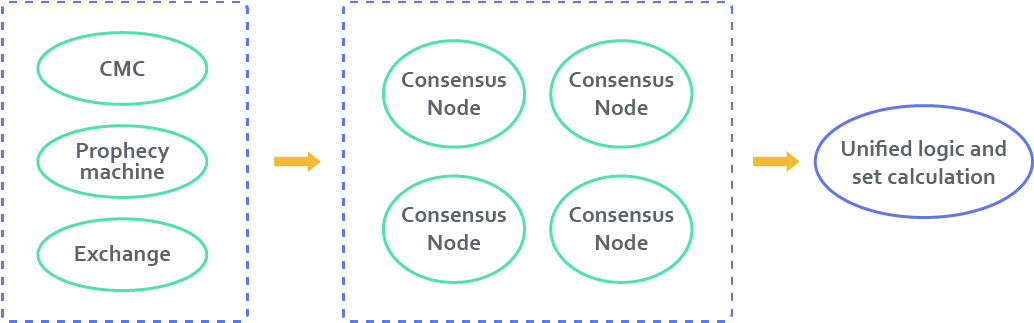 CMC
Prophecy
machine
Exchange
Consensus
Node
Consensus
Node
Consensus
Node
Consensus
Node
Unified logic and
set calculation